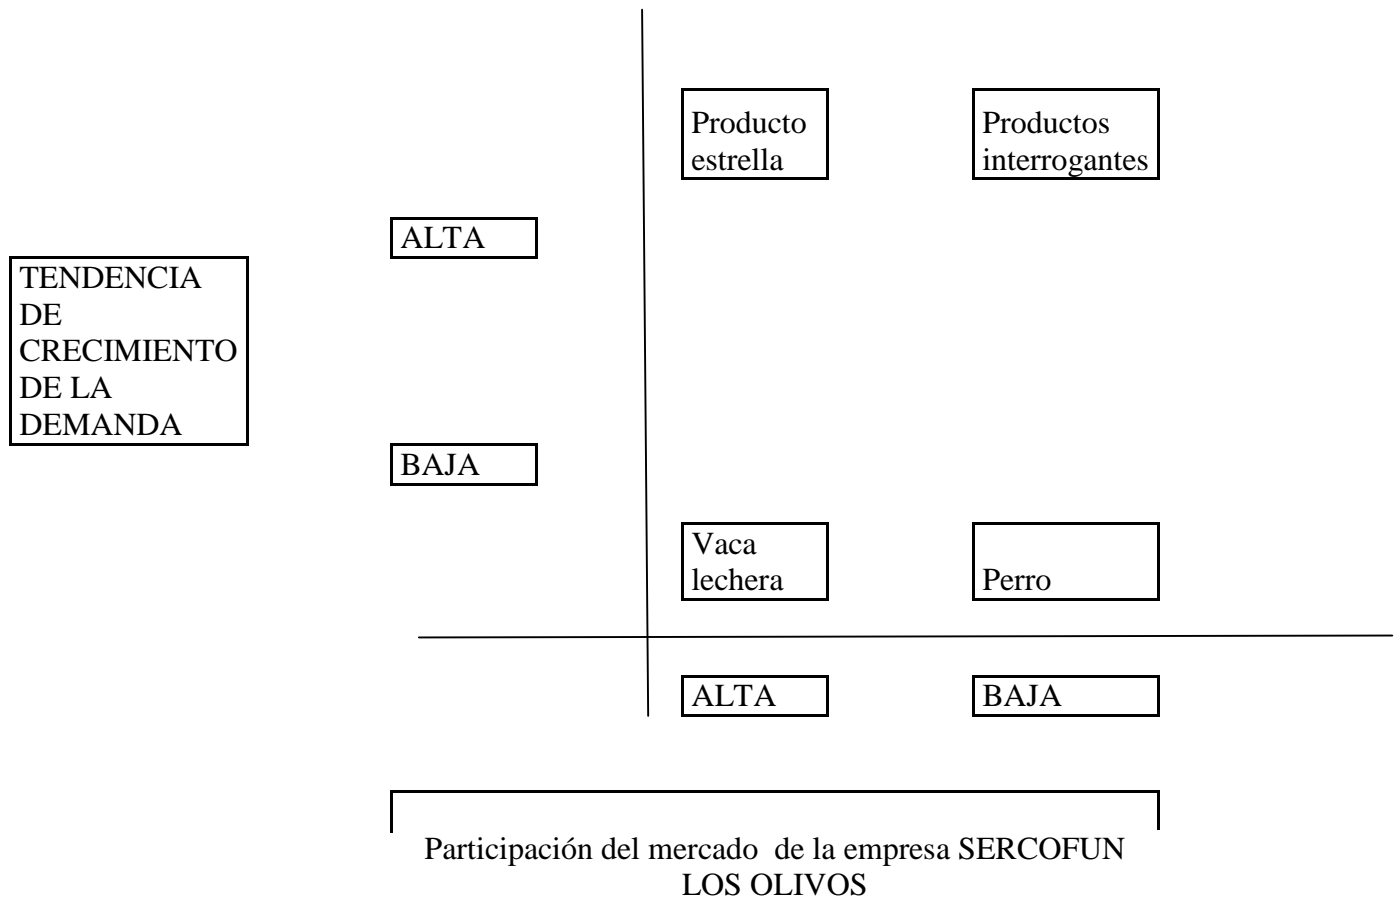 Producto
estrella
Productos
interrogantes
ALTA
TENDENCIA
DE
CRECIMIENTO
DE LA
DEMANDA
BAJA
Vaca
lechera
Perro
ALTA
BAJA
Participación del mercado  de la empresa SERCOFUN
LOS OLIVOS